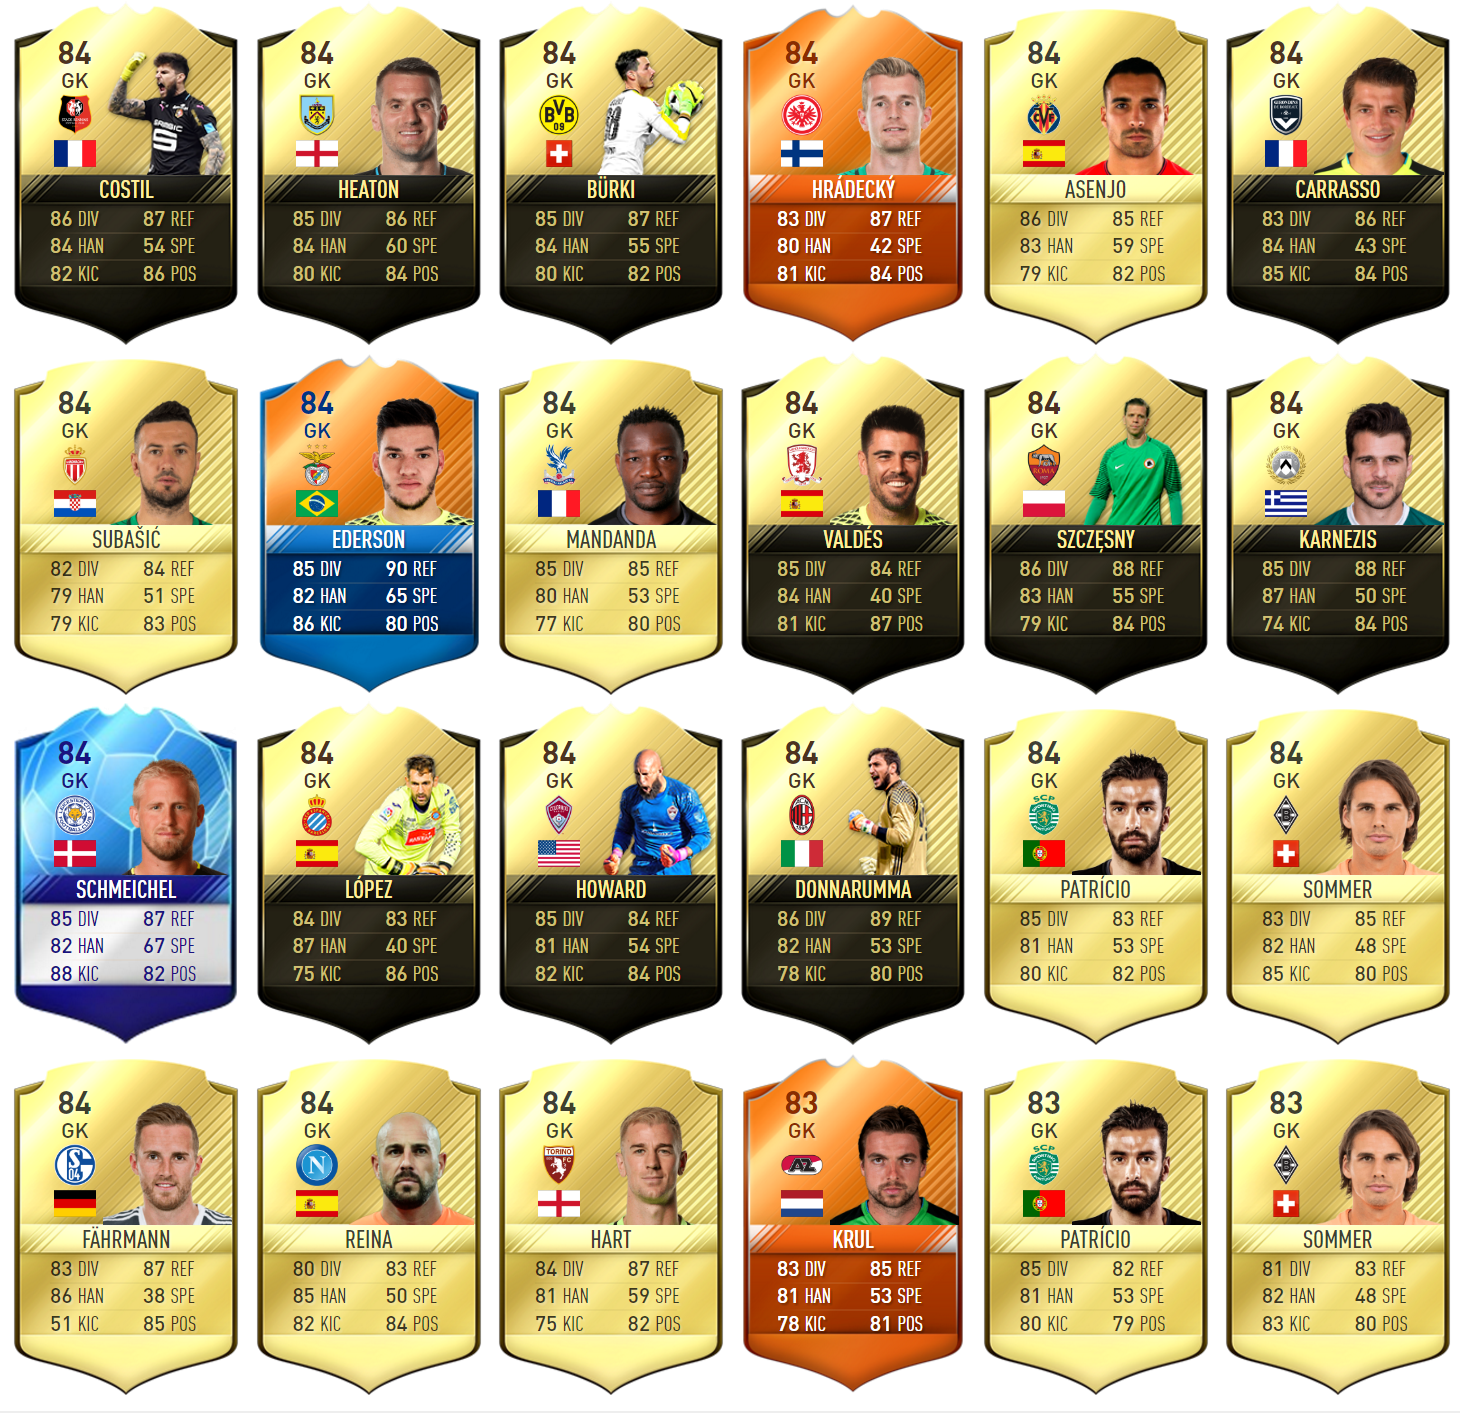 84 84 84 84 84 84
GK GK GK GK GK GK
COSTIL HEATON BÜRKI HRÁDECKÝ ASENJO CARRASSO
86 DIV 87 REF 85 DIV 86 REF 85 DIV 87 REF 83 DIV 87 REF 86 DIV 85 REF 83 DIV 86 REF
84 HAN 54 SPE 84 HAN 60 SPE 84 HAN 55 SPE 80 HAN 42 SPE 83 HAN 59 SPE 84 HAN 43 SPE
82 KIC 86 POS 80 KIC 84 POS 80 KIC 82 POS 81 KIC 84 POS 79 KIC 82 POS 85 KIC 84 POS
84 84 84 84 84 84
GK GK GK GK GK GK
SUBAŠIĆ EDERSON MANDANDA VALDÉS SZCZĘSNY KARNEZIS
82 DIV 84 REF 85 DIV 90 REF 85 DIV 85 REF 85 DIV 84 REF 86 DIV 88 REF 85 DIV 88 REF
79 HAN 51 SPE 82 HAN 65 SPE 80 HAN 53 SPE 84 HAN 40 SPE 83 HAN 55 SPE 87 HAN 50 SPE
79 KIC 83 POS 86 KIC 80 POS 77 KIC 80 POS 81 KIC 87 POS 79 KIC 84 POS 74 KIC 84 POS
84 84 84 84 84 84
GK GK GK GK GK GK
SCHMEICHEL LÓPEZ HOWARD DONNARUMMA PATRÍCIO SOMMER
85 DIV 87 REF 84 DIV 83 REF 85 DIV 84 REF 86 DIV 89 REF 85 DIV 83 REF 83 DIV 85 REF
82 HAN 67 SPE 87 HAN 40 SPE 81 HAN 54 SPE 82 HAN 53 SPE 81 HAN 53 SPE 82 HAN 48 SPE
88 KIC 82 POS 75 KIC 86 POS 82 KIC 84 POS 78 KIC 80 POS 80 KIC 82 POS 85 KIC 80 POS
84 84 84 83 83 83
GK GK GK GK GK GK
FÄHRMANN REINA HART KRUL PATRÍCIO SOMMER
83 DIV 87 REF 80 DIV 83 REF 84 DIV 87 REF 83 DIV 85 REF 85 DIV 82 REF 81 DIV 83 REF
86 HAN 38 SPE 85 HAN 50 SPE 81 HAN 59 SPE 81 HAN 53 SPE 81 HAN 53 SPE 82 HAN 48 SPE
51 KIC 85 POS 82 KIC 84 POS 75 KIC 82 POS 78 KIC 81 POS 80 KIC 79 POS 83 KIC 80 POS